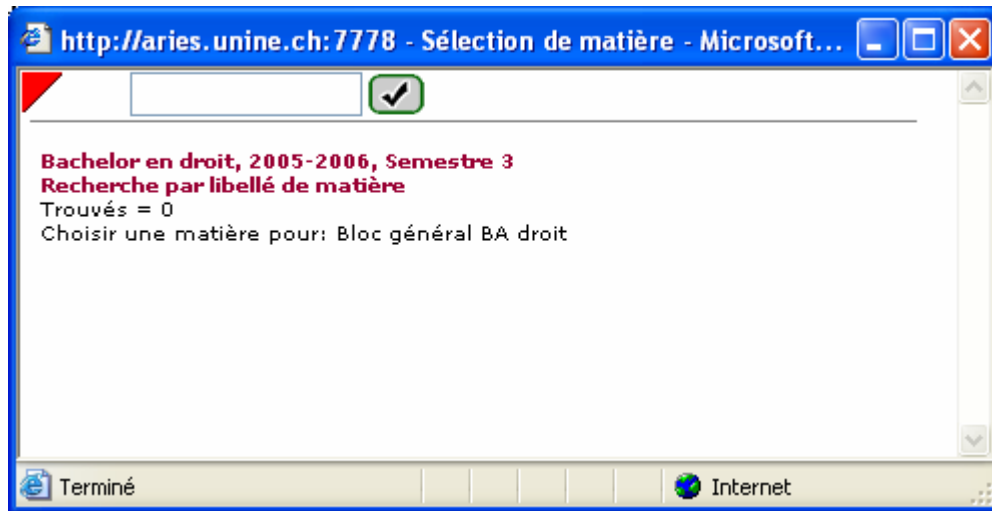 http://aries.unine.ch:7778 - Sélection de matière - Microsoft...
Bachelor en droit, 2005-2006, Semestre 3
Recherche par libellé de matière
Trouvés = 0
Choisir une matière pour: Bloc général BA droit
Terminé
Internet